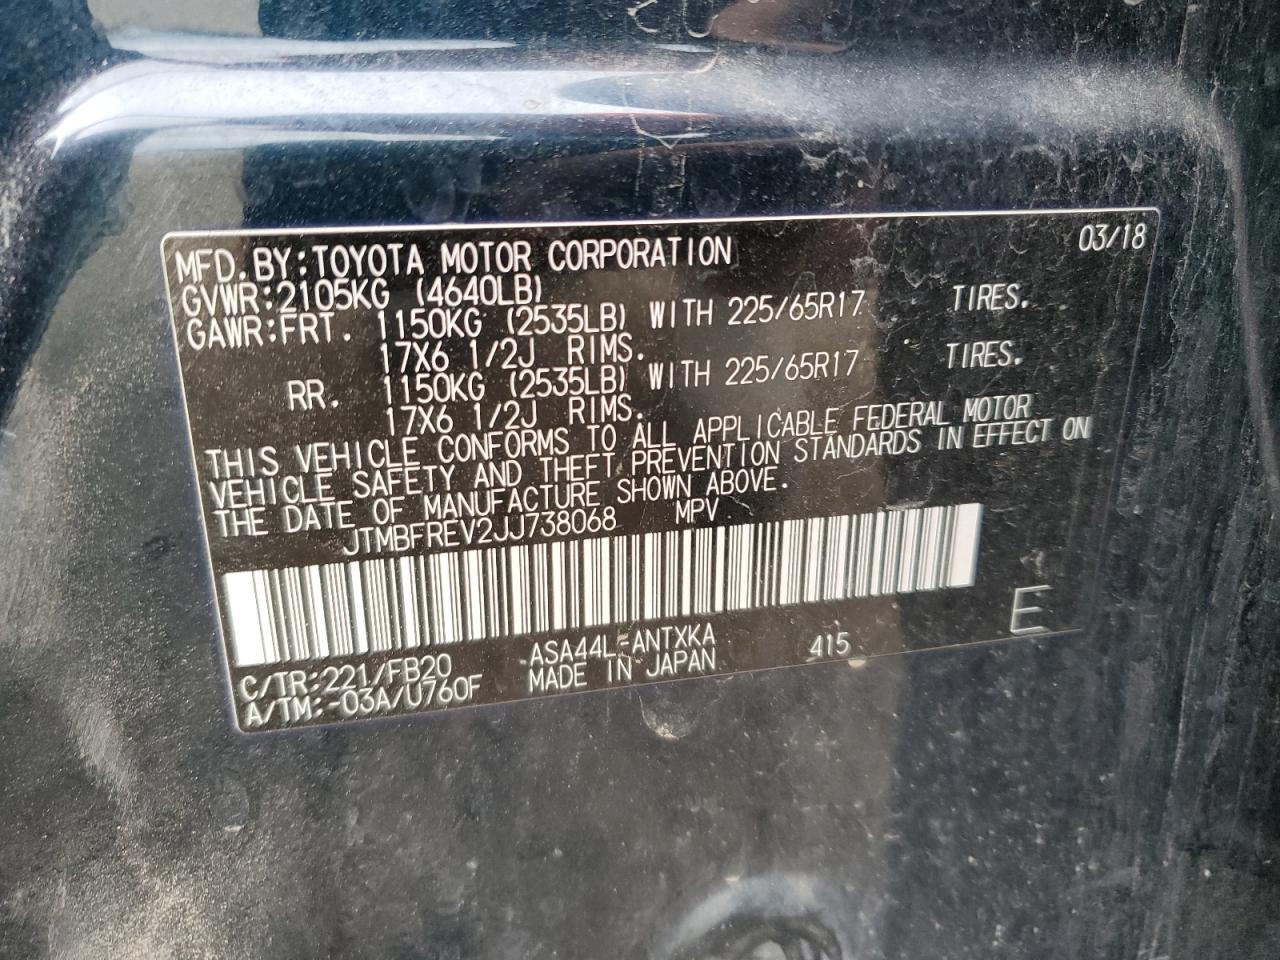 MFD. BY: TOYOTA MOTOR CORPORATION 03/18
GVWR: 2105KG (4640LB)
GAWR: FRT. 1150KG (2535LB) WITH 225/65R17 TIRES.
17X6 1/2J RIMS.
RR. 1150KG (2535LB) WITH 225/65R17 TIRES.
17X6 1/2J RIMS.
THIS VEHICLE CONFORMS TO ALL APPLICABLE FEDERAL MOTOR
VEHICLE SAFETY AND THEFT PREVENTION STANDARDS IN EFFECT ON
THE DATE OF MANUFACTURE SHOWN ABOVE.
JTMBFREV2JJ738068 MPV
C/TR: 221/FB20 ASA44L-ANTXKA 415 E
A/TM: -03A/U760F MADE IN JAPAN